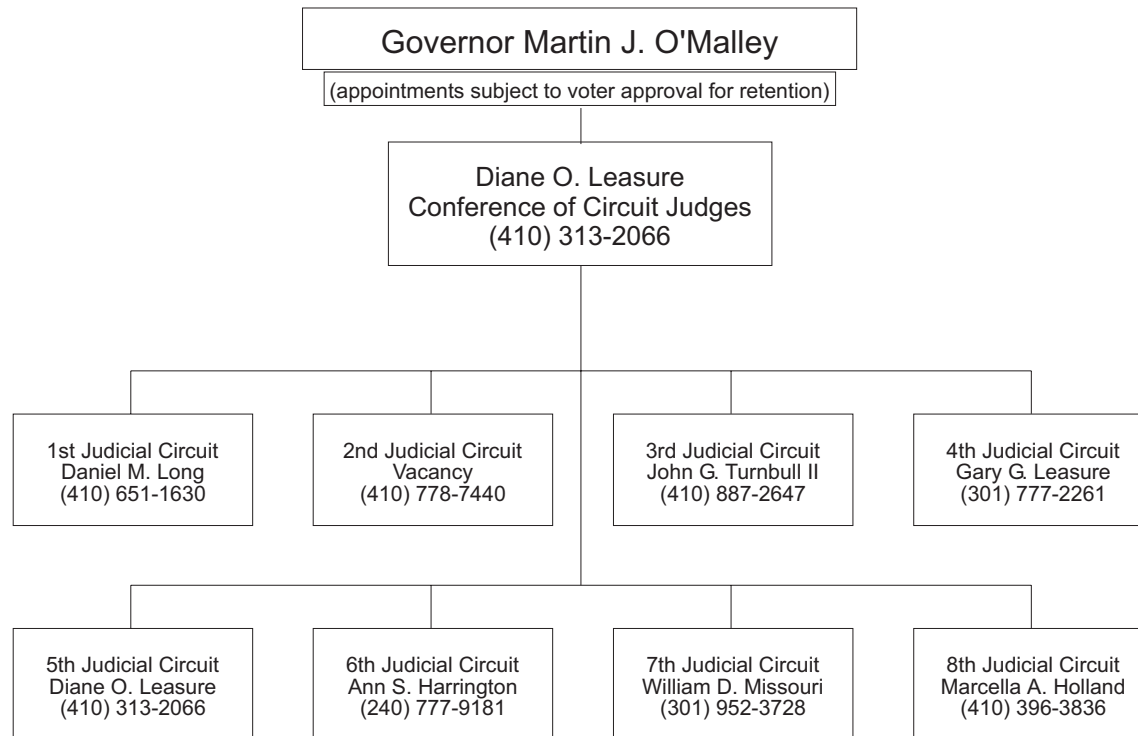 Governor Martin J. O'Malley
(appointments subject to voter approval for retention)
Diane O. Leasure
Conference of Circuit Judges
(410) 313-2066
1st Judicial Circuit
Daniel M. Long
(410) 651-1630
2nd Judicial Circuit
Vacancy
(410) 778-7440
3rd Judicial Circuit
John G. Turnbull II
(410) 887-2647
4th Judicial Circuit
Gary G. Leasure
(301) 777-2261
5th Judicial Circuit
Diane O. Leasure
(410) 313-2066
6th Judicial Circuit
Ann S. Harrington
(240) 777-9181
7th Judicial Circuit
William D. Missouri
(301) 952-3728
8th Judicial Circuit
Marcella A. Holland
(410) 396-3836